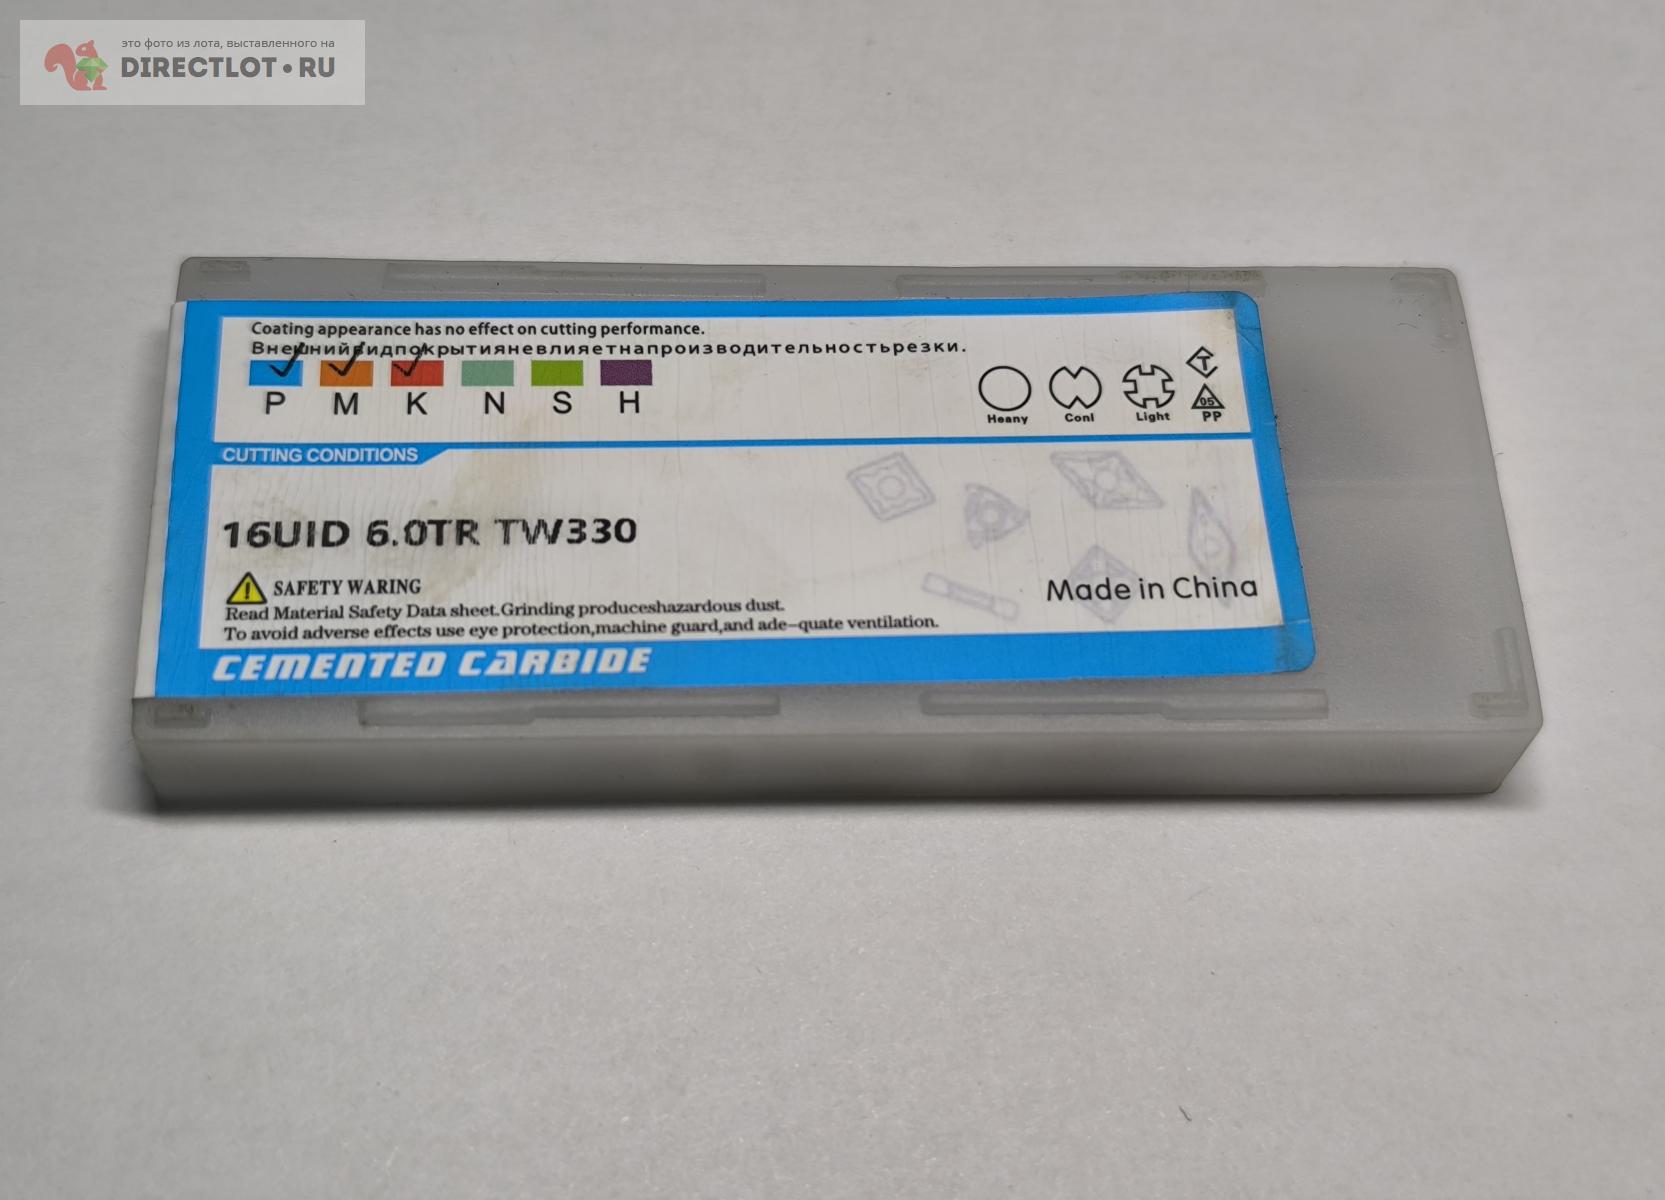 это фото из лота, выставленного на
DIRECTLOT•RU
Coating appearance has no effect on cutting performance.
Внешнийвидпокрытияневлияетнапроизводительностьрезки.
P M K N S H
Heany Conl Light
T
05
PP
CUTTING CONDITIONS
16UID 6.0TR TW330
SAFETY WARING
Read Material Safety Data sheet.Grinding produceshazardous dust.
To avoid adverse effects use eye protection,machine guard,and ade-quate ventilation.
Made in China
CEMENTED CARBIDE